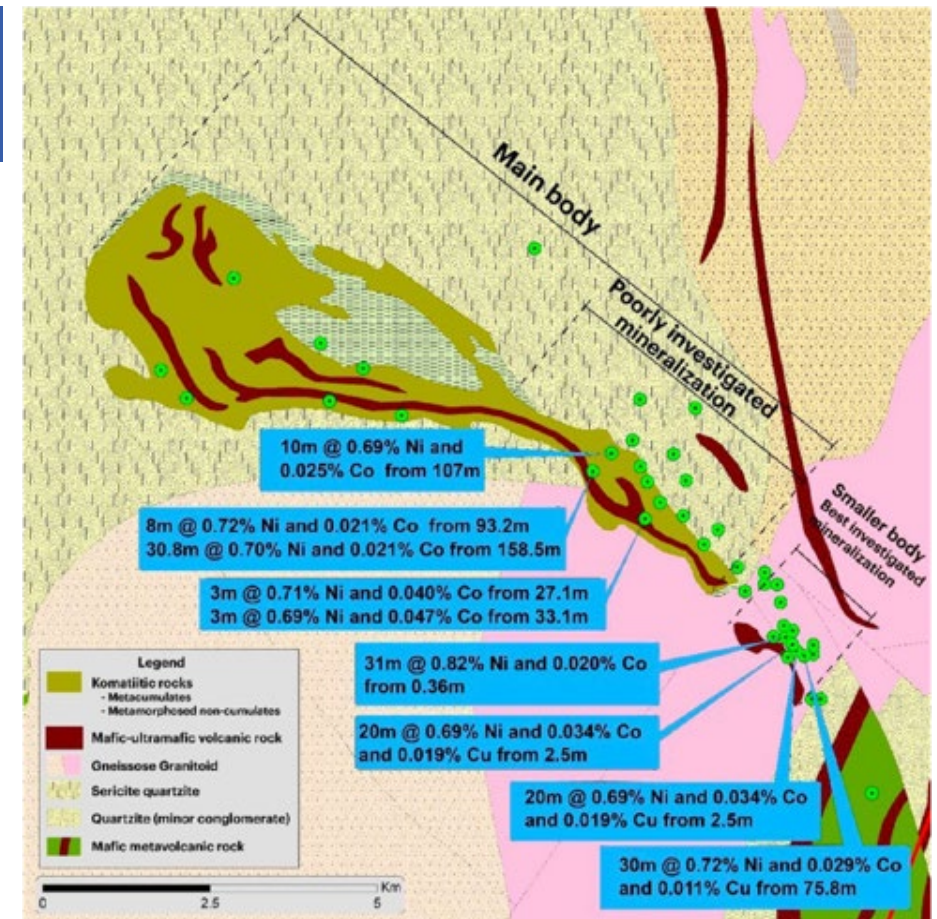 Main body
Poorly investigated
mineralization
Smaller body
Best investigated
mineralization
10m @ 0.69% Ni and
0.025% Co from 107m
8m @ 0.72% Ni and 0.021% Co from 93.2m
30.8m @ 0.70% Ni and 0.021% Co from 158.5m
3m @ 0.71% Ni and 0.040% Co from 27.1m
3m @ 0.69% Ni and 0.047% Co from 33.1m
31m @ 0.82% Ni and 0.020% Co
from 0.36m
20m @ 0.69% Ni and 0.034% Co
and 0.019% Cu from 2.5m
20m @ 0.69% Ni and 0.034% Co
and 0.019% Cu from 2.5m
30m @ 0.72% Ni and 0.029% Co
and 0.011% Cu from 75.8m
Legend
Komatiitic rocks
- Metacumulates
- Metamorphosed non-cumulates
Mafic-ultramafic volcanic rock
Gneissose Granitoid
Sericite quartzite
Quartzite (minor conglomerate)
Mafic metavolcanic rock
Km
0 2.5 5